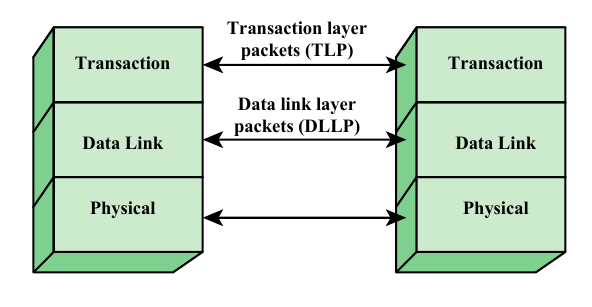 Transaction layer
packets (TLP)
Transaction
Transaction
Data link layer
packets (DLLP)
Data Link
Data Link
Physical
Physical